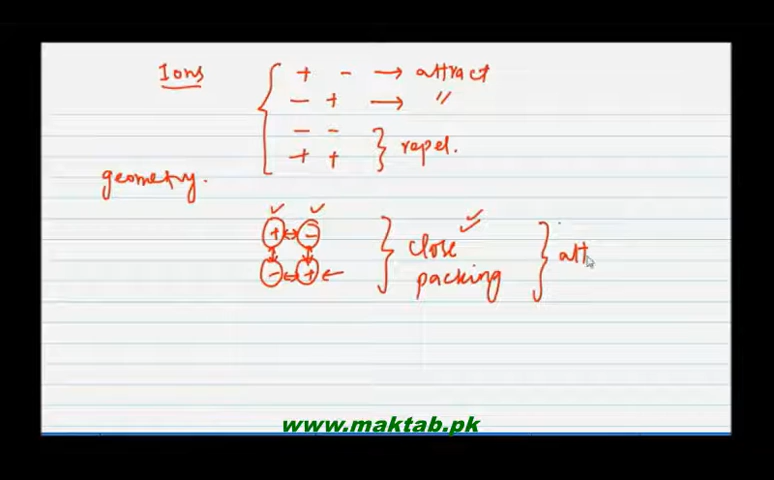 Ions + - → attract
- + → "
- -
+ + } repel.
geometry.
+ - } close } att
- + packing
www.maktab.pk